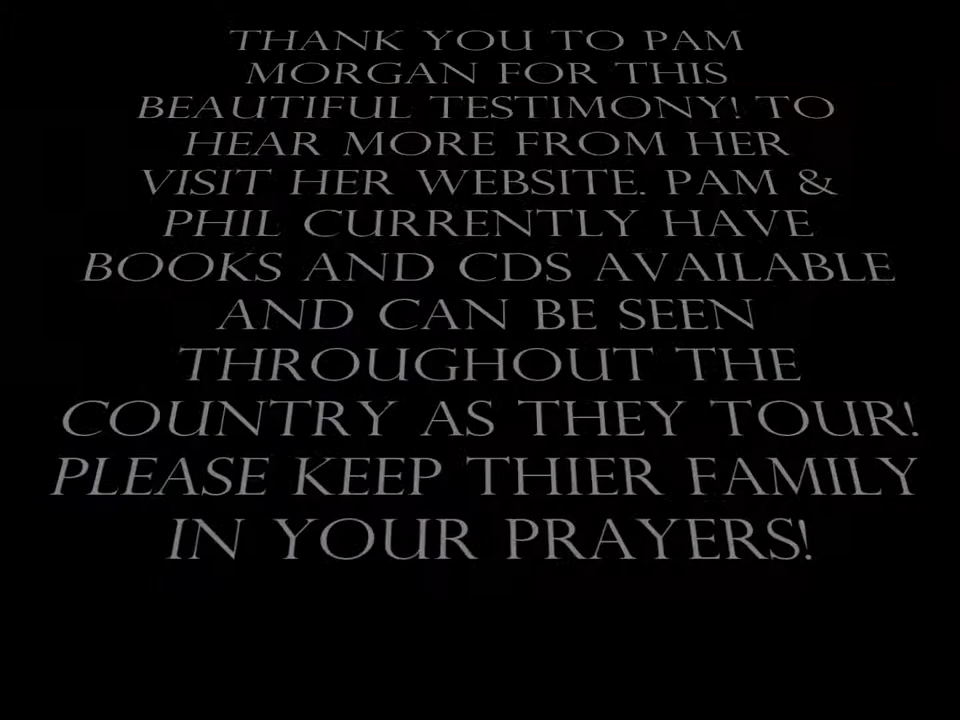 THANK YOU TO PAM
MORGAN FOR THIS
BEAUTIFUL TESTIMONY! TO
HEAR MORE FROM HER
VISIT HER WEBSITE. PAM &
PHIL CURRENTLY HAVE
BOOKS AND CDS AVAILABLE
AND CAN BE SEEN
THROUGHOUT THE
COUNTRY AS THEY TOUR!
PLEASE KEEP THIER FAMILY
IN YOUR PRAYERS!